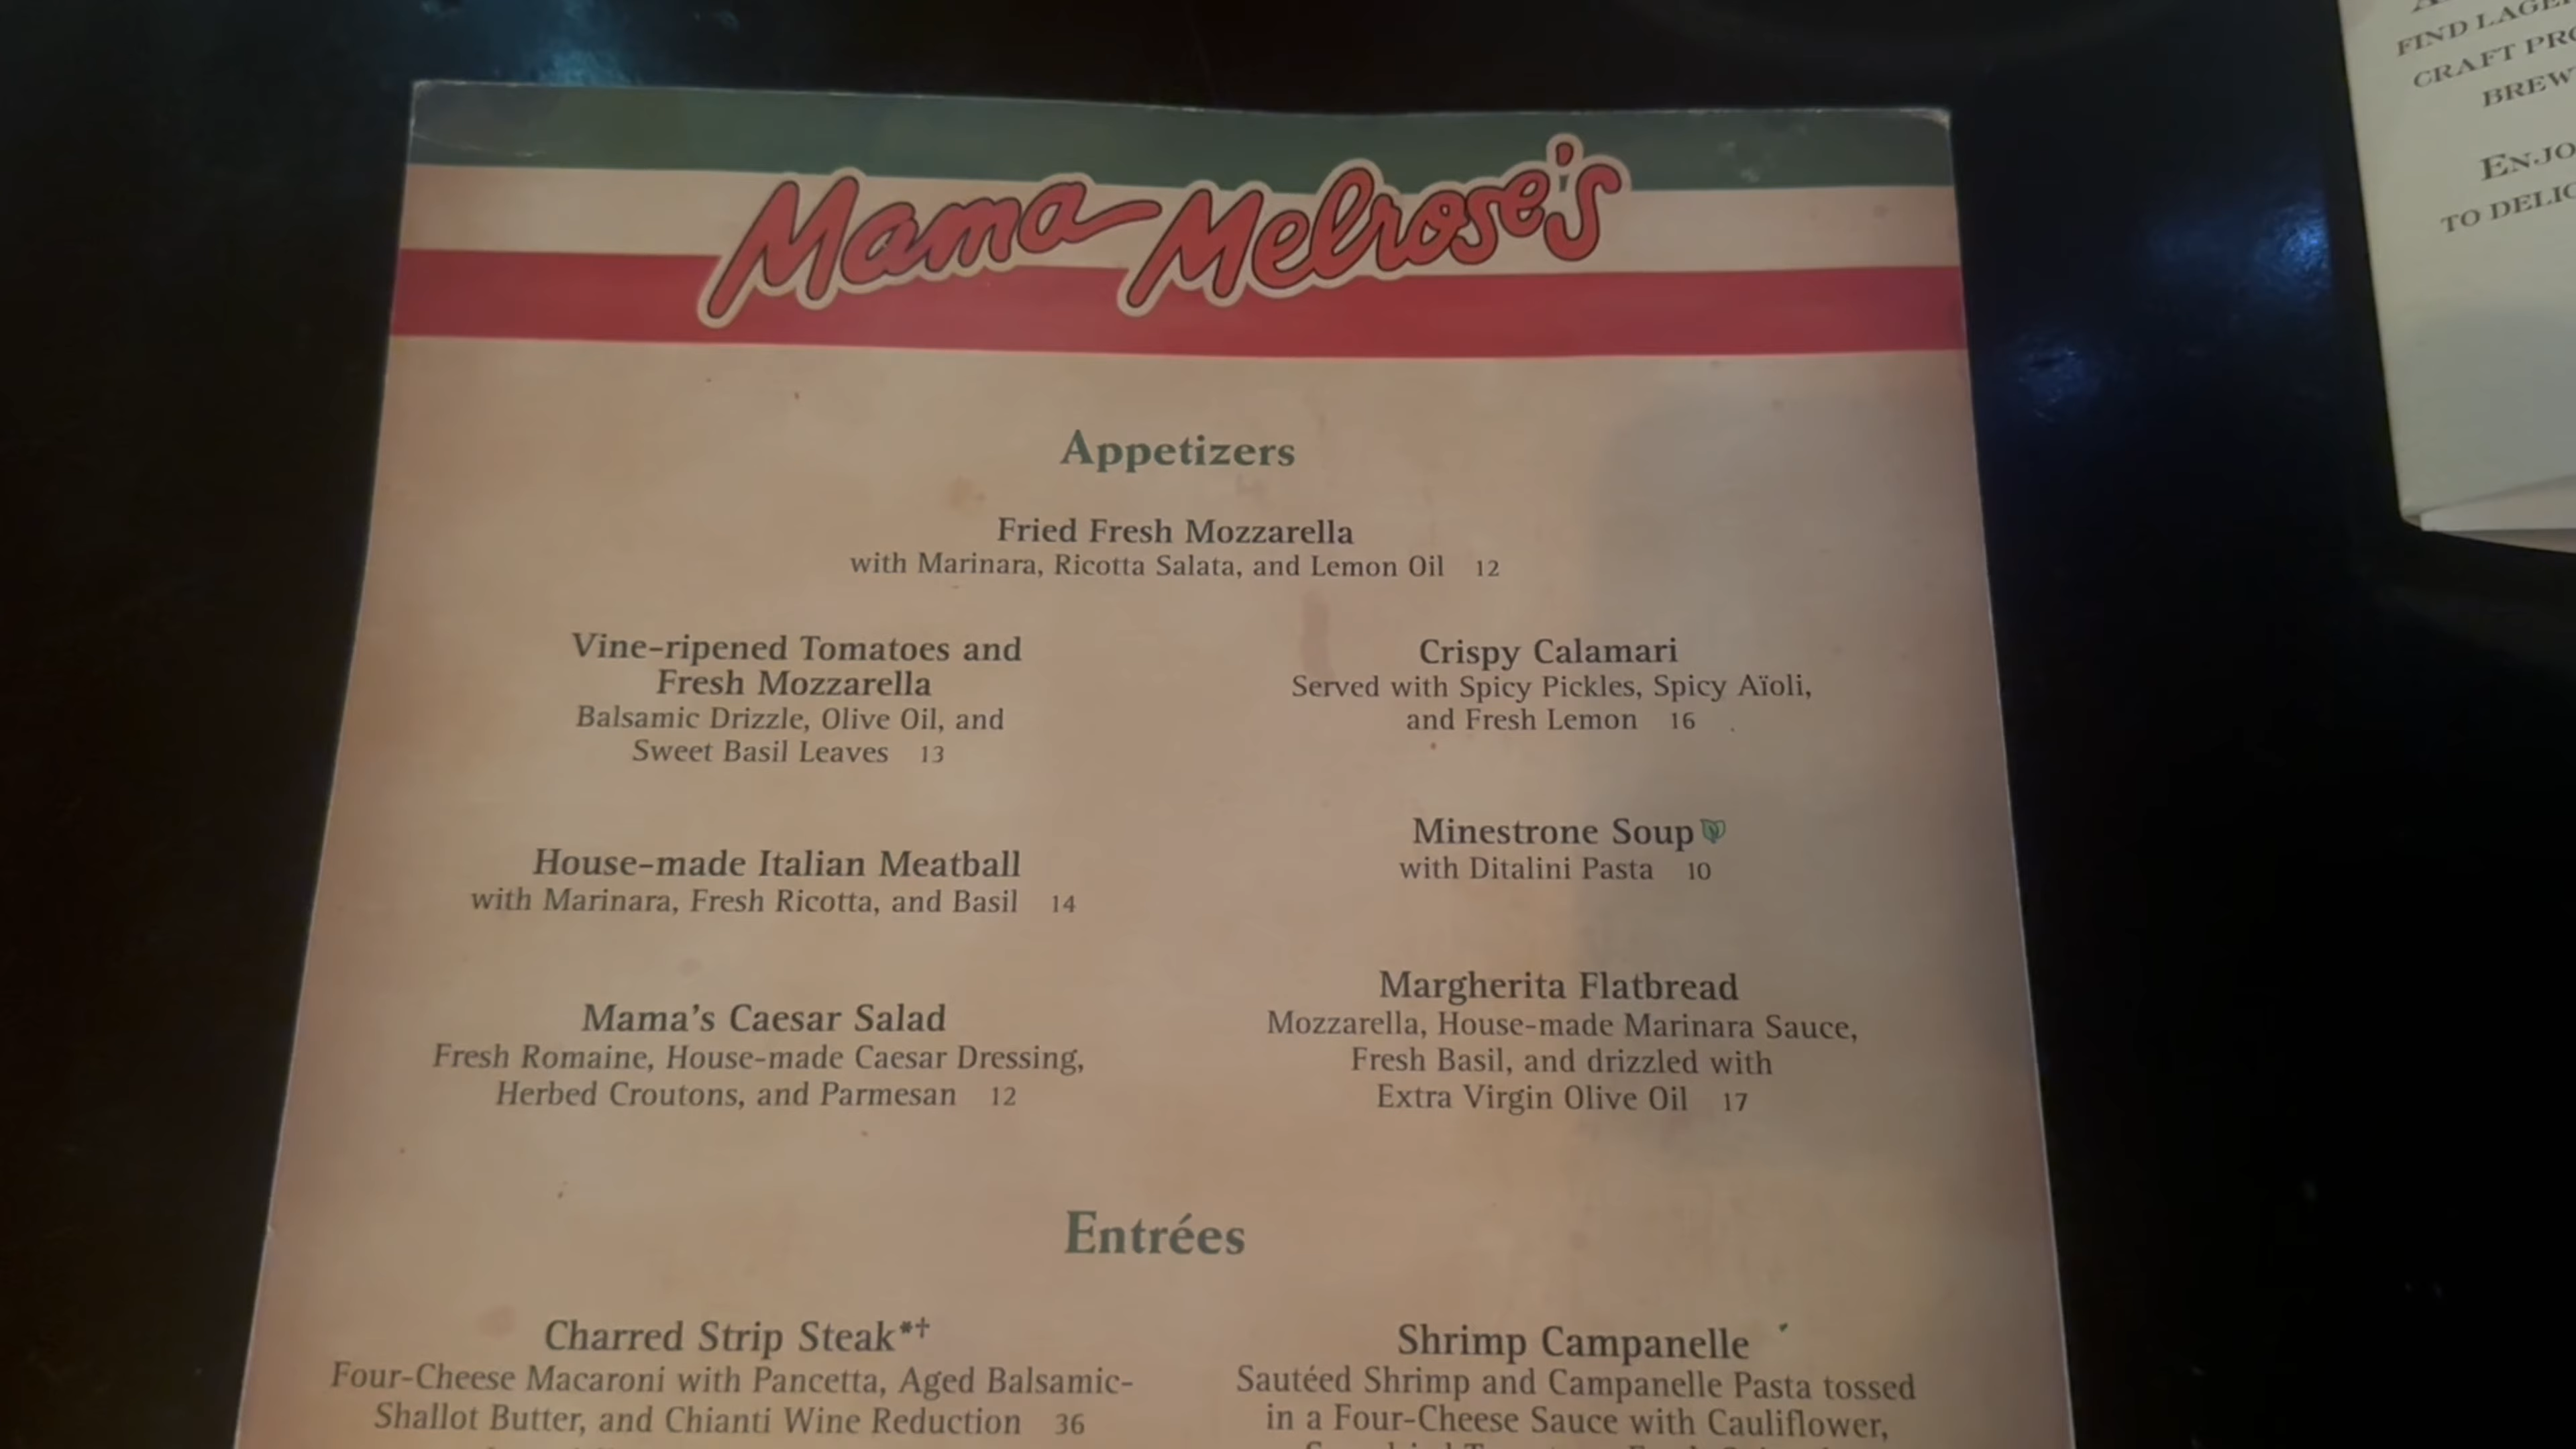 Mama Melrose's
Appetizers
Fried Fresh Mozzarella
with Marinara, Ricotta Salata, and Lemon Oil 12
Vine-ripened Tomatoes and
Fresh Mozzarella
Balsamic Drizzle, Olive Oil, and
Sweet Basil Leaves 13
House-made Italian Meatball
with Marinara, Fresh Ricotta, and Basil 14
Mama's Caesar Salad
Fresh Romaine, House-made Caesar Dressing,
Herbed Croutons, and Parmesan 12
Crispy Calamari
Served with Spicy Pickles, Spicy Aïoli,
and Fresh Lemon 16
Minestrone Soup
with Ditalini Pasta 10
Margherita Flatbread
Mozzarella, House-made Marinara Sauce,
Fresh Basil, and drizzled with
Extra Virgin Olive Oil 17
Entrées
Charred Strip Steak*†
Four-Cheese Macaroni with Pancetta, Aged Balsamic-
Shallot Butter, and Chianti Wine Reduction 36
Shrimp Campanelle
Sautéed Shrimp and Campanelle Pasta tossed
in a Four-Cheese Sauce with Cauliflower,
FIND
CRAFT
TO